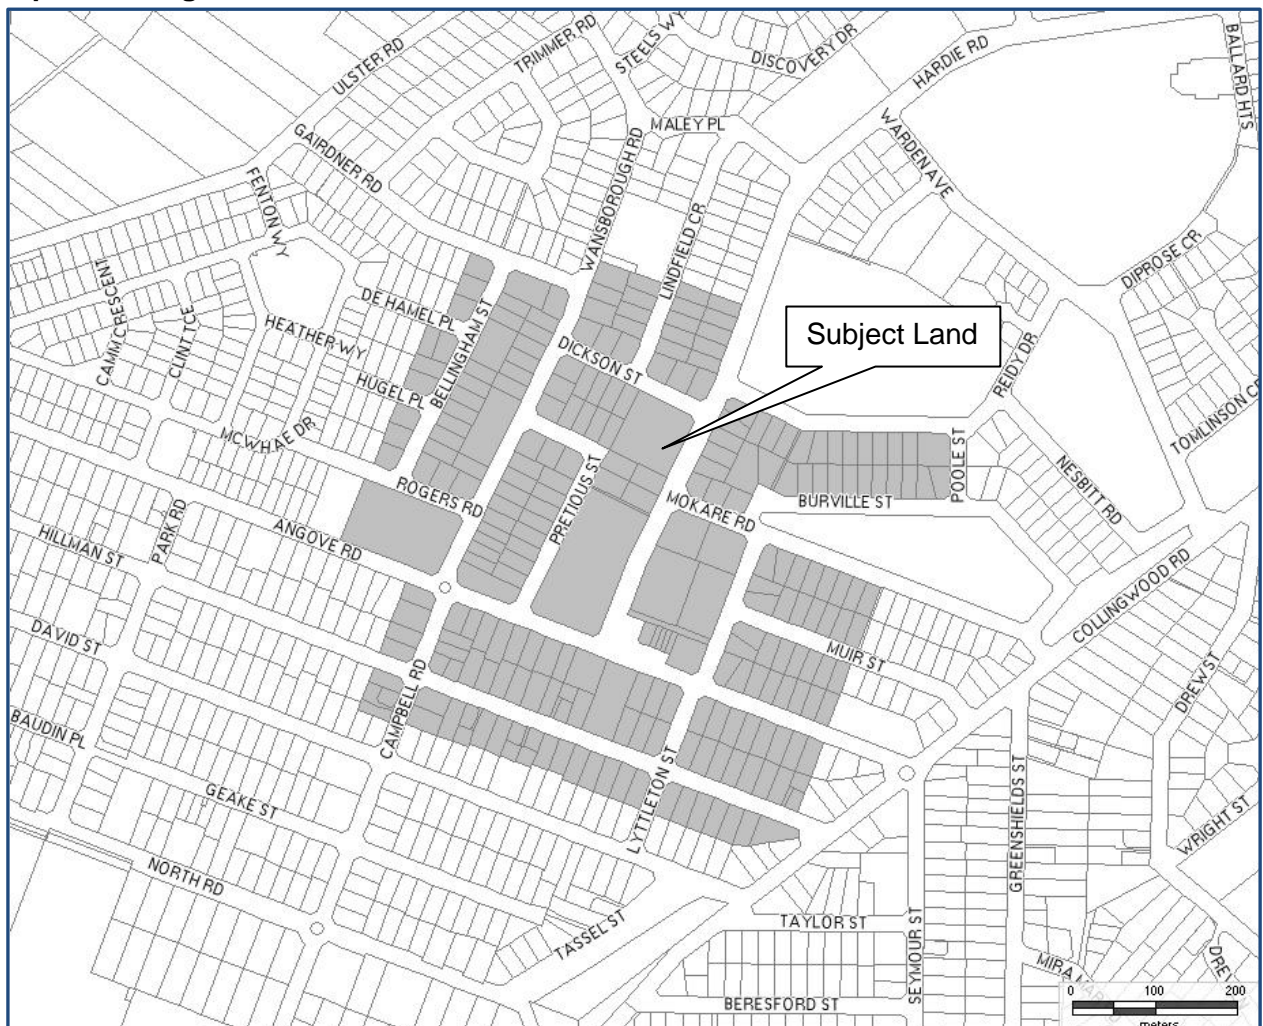 ULSTER RD
TRIMMER RD
STEELS WY
DISCOVERY DR
HARDIE RD
BALLARD HTS
GAIRDNER RD
MALEY PL
WANSBOROUGH RD
WARDEN AVE
FENTON WY
LINDFIELD CR
DIPROSE CR
CAMM CRESCENT
CLINT TCE
DE HAMEL PL
HEATHER WY
BELLINGHAM ST
Subject Land
DICKSON ST
REIDY DR
HUGEL PL
TOMLINSON CR
MCWHAE DR
POOLE ST
NESBITT RD
ROGERS RD
PRETIOUS ST
MOKARE RD
BURVILLE ST
PARK RD
ANGOVE RD
HILLMAN ST
COLLINGWOOD RD
DAVID ST
MUIR ST
DREW ST
BAUDIN PL
CAMPBELL RD
GEAKE ST
LYTTLETON ST
GREENSHIELDS ST
WRIGHT ST
NORTH RD
TASSEL ST
TAYLOR ST
SEYMOUR ST
BERESFORD ST
0 100 200
meters